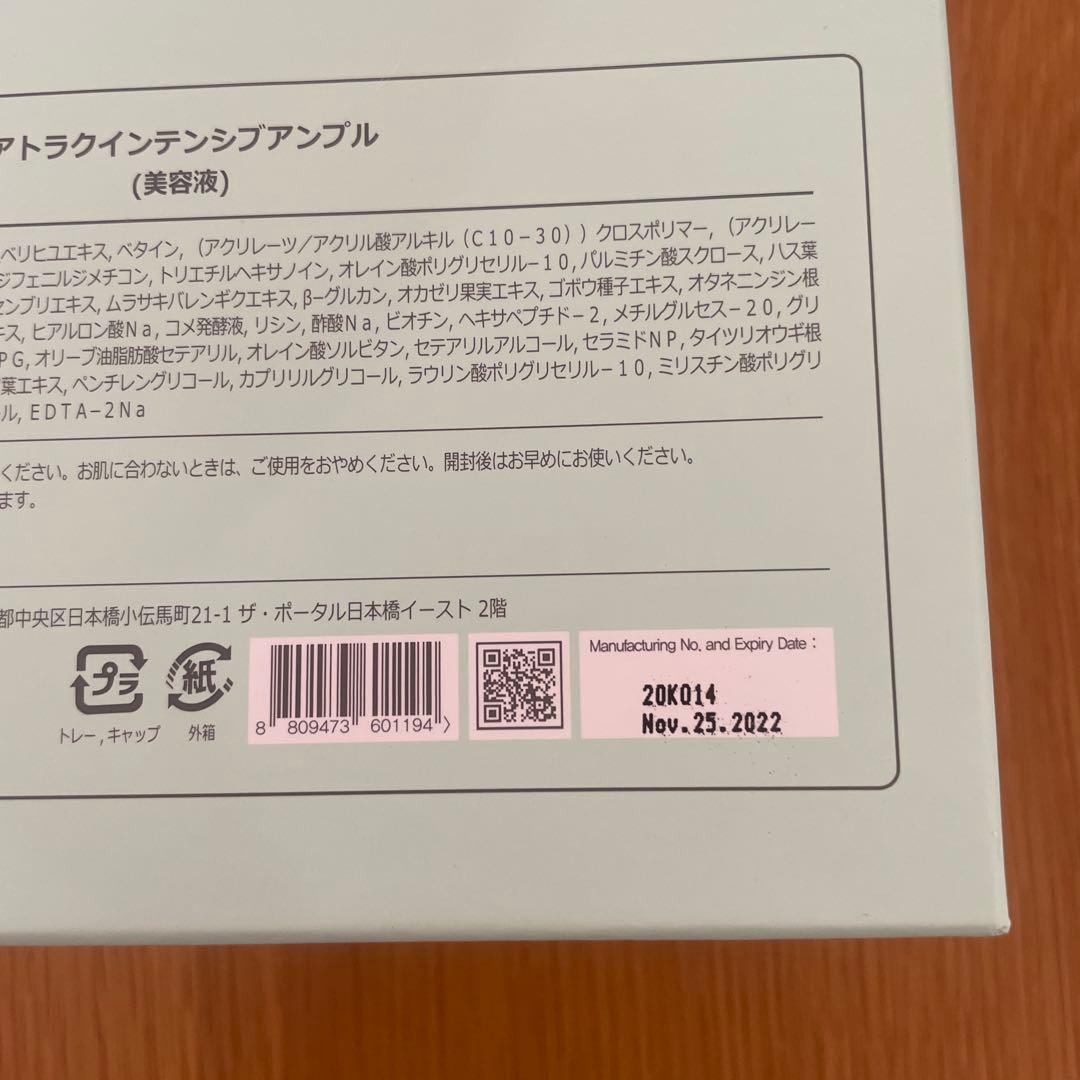 アトラクインテンシブアンプル
(美容液)
ベリヒユエキス, ベタイン, （アクリレーツ／アクリル酸アルキル（C10－30））クロスポリマー, （アクリレー
ジフェニルジメチコン, トリエチルヘキサノイン, オレイン酸ポリグリセリル－10, パルミチン酸スクロース, ハス葉
センブリエキス, ムラサキバレンギクエキス, β－グルカン, オカゼリ果実エキス, ゴボウ種子エキス, オタネニンジン根
キス, ヒアルロン酸Na, コメ発酵液, リシン, 酢酸Na, ビオチン, ヘキサペプチド－2, メチルグルセス－20, グリ
PG, オリーブ油脂肪酸セテアリル, オレイン酸ソルビタン, セテアリルアルコール, セラミドNP, タイツリオウギ根
葉エキス, ペンチレングリコール, カプリリルグリコール, ラウリン酸ポリグリセリル－10, ミリスチン酸ポリグリ
ル, EDTA－2Na
ください。お肌に合わないときは、ご使用をおやめください。開封後はお早めにお使いください。
ます。
都中央区日本橋小伝馬町21-1 ザ・ポータル日本橋イースト 2階
プラ
紙
トレー , キャップ
外箱
8 809473 601194
Manufacturing No. and Expiry Date :
20K014
Nov.25.2022